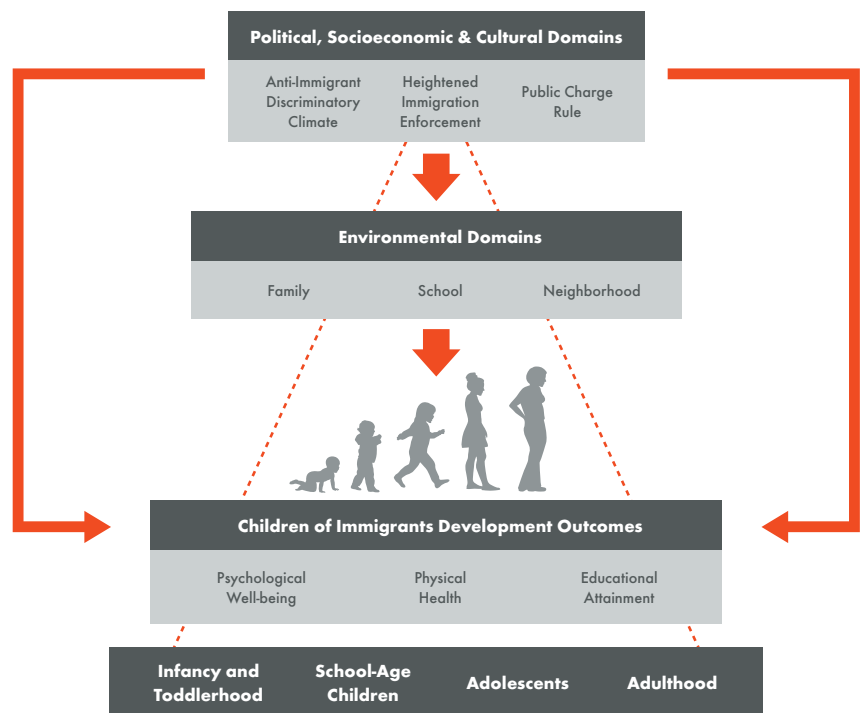 Political, Socioeconomic & Cultural Domains
Anti-Immigrant
Discriminatory
Climate
Heightened
Immigration
Enforcement
Public Charge
Rule
Environmental Domains
Family
School
Neighborhood
Children of Immigrants Development Outcomes
Psychological
Well-being
Physical
Health
Educational
Attainment
Infancy and
Toddlerhood
School-Age
Children
Adolescents
Adulthood